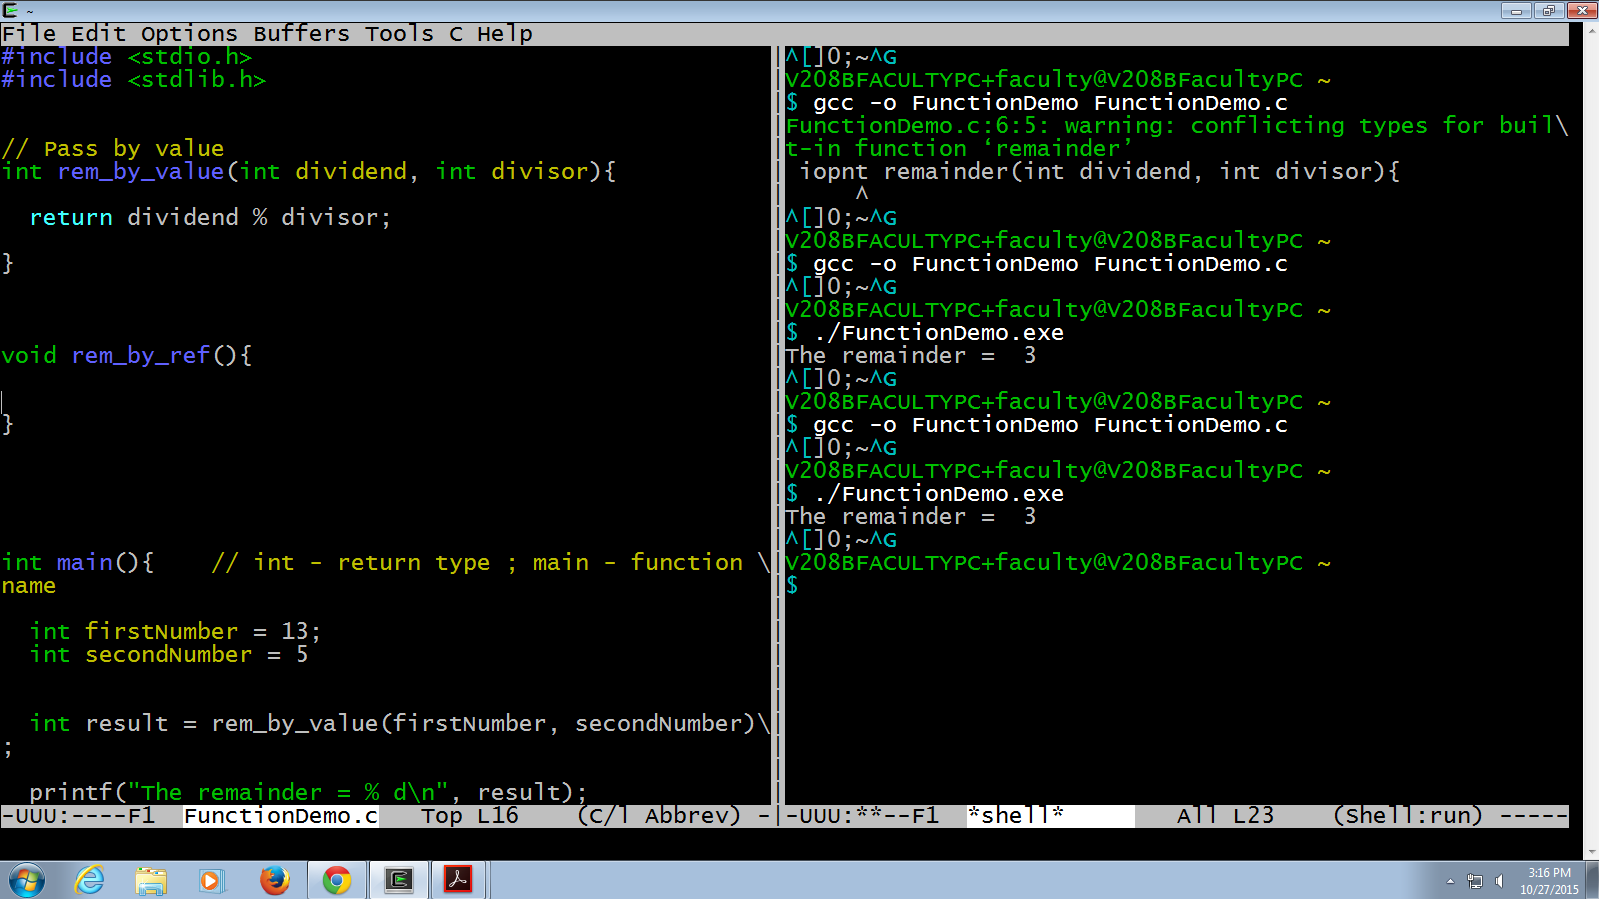 ~
File Edit Options Buffers Tools C Help
#include <stdio.h>
#include <stdlib.h>
// Pass by value
int rem_by_value(int dividend, int divisor){
return dividend % divisor;
}
void rem_by_ref(){
}
int main(){    // int - return type ; main - function \
name
int firstNumber = 13;
int secondNumber = 5
int result = rem_by_value(firstNumber, secondNumber)\
;
printf("The remainder = % d\n", result);
-UUU:----F1  FunctionDemo.c   Top L16    (C/l Abbrev) -
^[]0;~^G
V208BFACULTYPC+faculty@V208BFacultyPC ~
$ gcc -o FunctionDemo FunctionDemo.c
FunctionDemo.c:6:5: warning: conflicting types for buil\
t-in function ‘remainder’
iopnt remainder(int dividend, int divisor){
^
^[]0;~^G
V208BFACULTYPC+faculty@V208BFacultyPC ~
$ gcc -o FunctionDemo FunctionDemo.c
^[]0;~^G
V208BFACULTYPC+faculty@V208BFacultyPC ~
$ ./FunctionDemo.exe
The remainder =  3
^[]0;~^G
V208BFACULTYPC+faculty@V208BFacultyPC ~
$ gcc -o FunctionDemo FunctionDemo.c
^[]0;~^G
V208BFACULTYPC+faculty@V208BFacultyPC ~
$ ./FunctionDemo.exe
The remainder =  3
^[]0;~^G
V208BFACULTYPC+faculty@V208BFacultyPC ~
$
-UUU:**--F1  *shell*        All L23    (Shell:run) -----
3:16 PM
10/27/2015